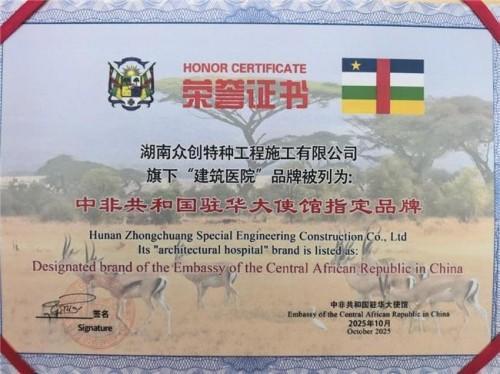 HONOR CERTIFICATE
荣誉证书
湖南众创特种工程施工有限公司
旗下“建筑医院”品牌被列为:
中非共和国驻华大使馆指定品牌
Hunan Zhongchuang Special Engineering Construction Co., Ltd
Its "architectural hospital" brand is listed as:
Designated brand of the Embassy of the Central African Republic in China
签名
Signature
中非共和国驻华大使馆
Embassy of the Central African Republic in China
2025年10月
October 2025